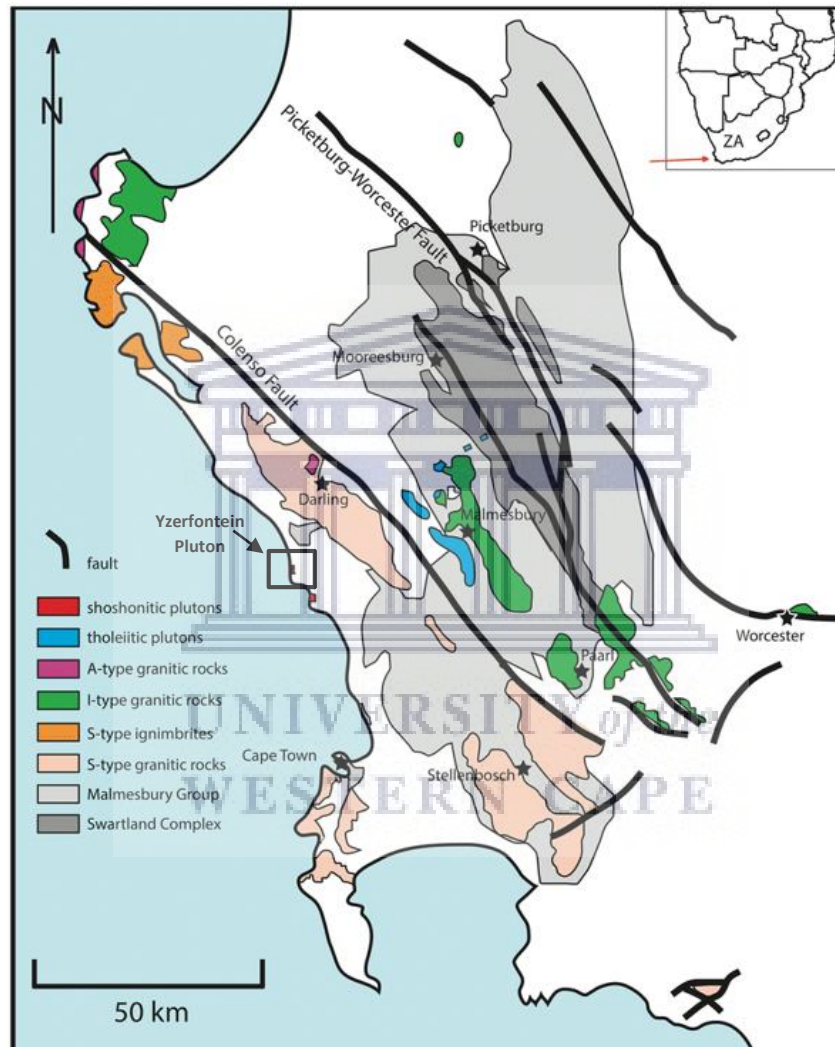 N
ZA
Picketburg-Worcester Fault
Picketburg
Mooreesburg
Colenso Fault
Darling
Malmesbury
Yzerfontein
Pluton
fault
shoshonitic plutons
tholeiitic plutons
A-type granitic rocks
I-type granitic rocks
S-type ignimbrites
S-type granitic rocks
Malmesbury Group
Swartland Complex
Worcester
Paarl
UNIVERSITY of the
Cape Town
Stellenbosch
WESTERN CAPE
50 km